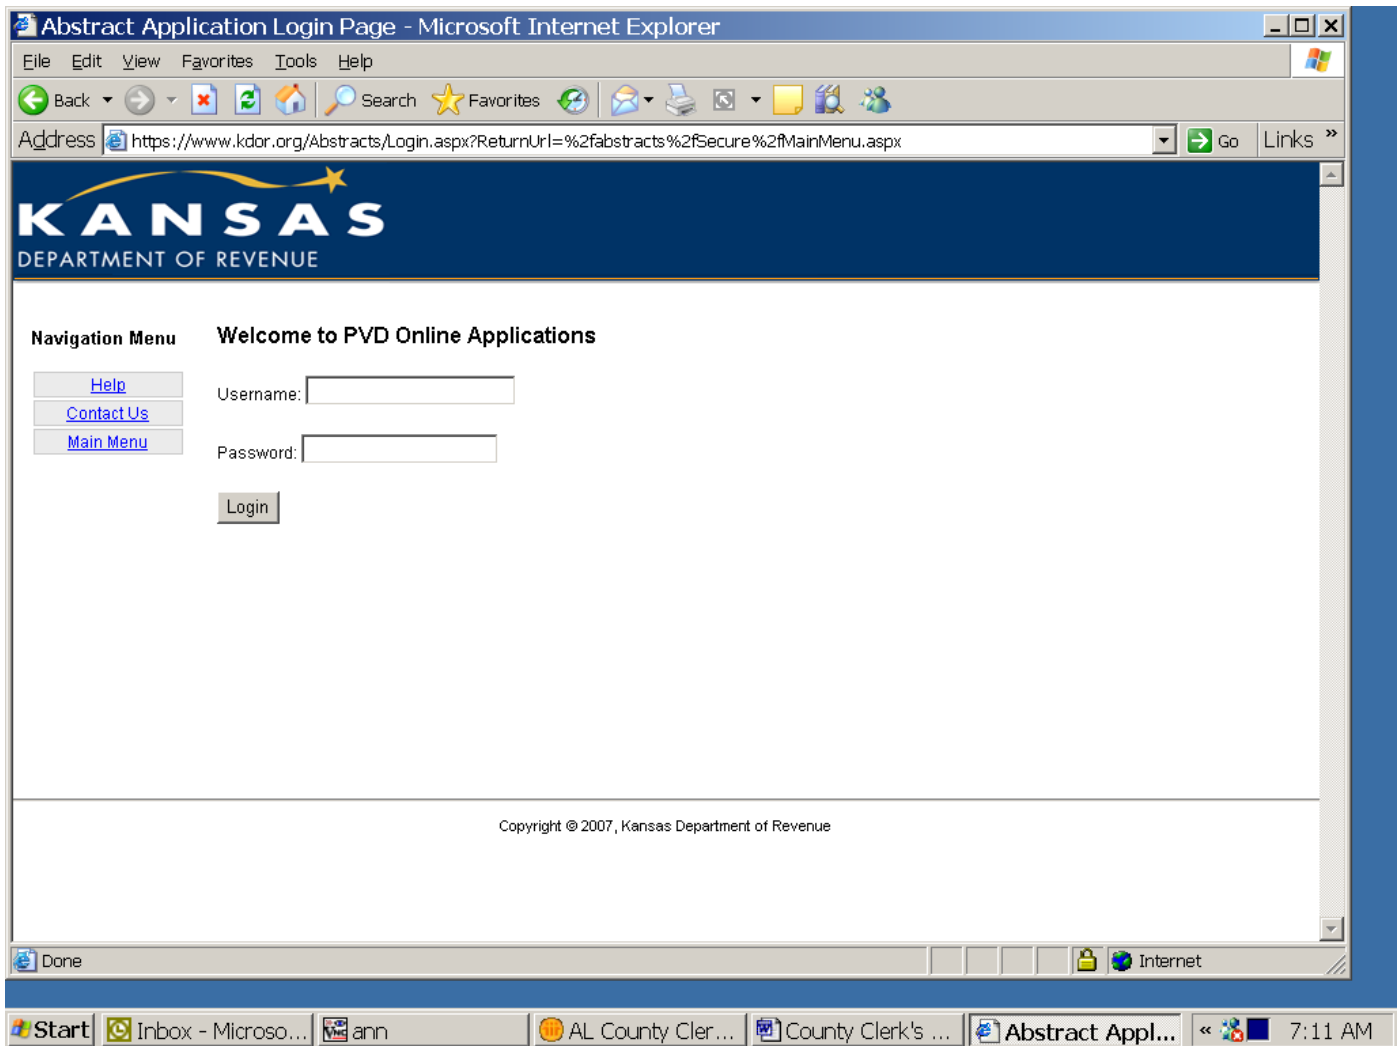 Abstract Application Login Page - Microsoft Internet Explorer
File Edit View Favorites Tools Help
Back Search Favorites
Address https://www.kdor.org/Abstracts/Login.aspx?ReturnUrl=%2fabstracts%2fSecure%2fMainMenu.aspx Go Links »
KANSAS
DEPARTMENT OF REVENUE
Navigation Menu
Help
Contact Us
Main Menu
Welcome to PVD Online Applications
Username:
Password:
Login
Copyright © 2007, Kansas Department of Revenue
Done Internet
Start Inbox - Microso... ann AL County Cler... County Clerk's ... Abstract Appl... « 7:11 AM